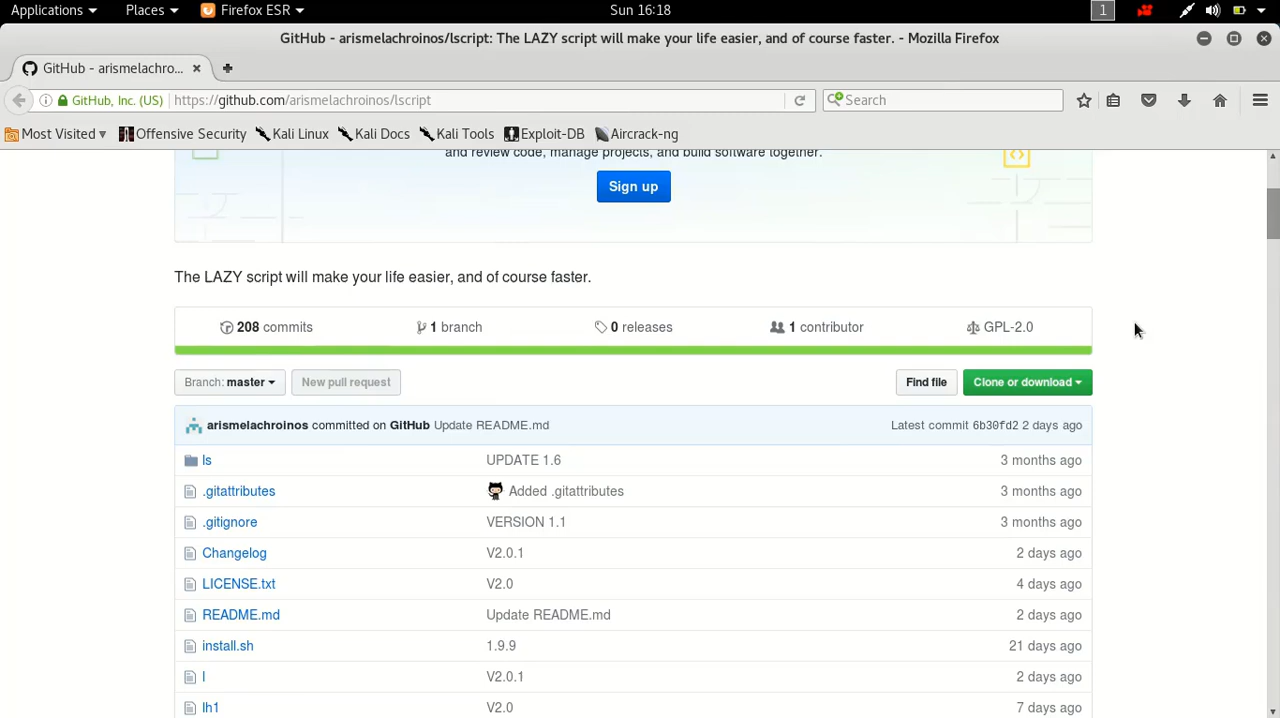 Applications Places Firefox ESR Sun 16:18 1
GitHub - arismelachroinos/lscript: The LAZY script will make your life easier, and of course faster. - Mozilla Firefox
GitHub - arismelachro...
GitHub, Inc. (US) https://github.com/arismelachroinos/lscript Search
Most Visited Offensive Security Kali Linux Kali Docs Kali Tools Exploit-DB Aircrack-ng
and review code, manage projects, and build software together.
Sign up
The LAZY script will make your life easier, and of course faster.
208 commits 1 branch 0 releases 1 contributor GPL-2.0
Branch: master New pull request Find file Clone or download
arismelachroinos committed on GitHub Update README.md Latest commit 6b30fd2 2 days ago
ls UPDATE 1.6 3 months ago
.gitattributes Added .gitattributes 3 months ago
.gitignore VERSION 1.1 3 months ago
Changelog V2.0.1 2 days ago
LICENSE.txt V2.0 4 days ago
README.md Update README.md 2 days ago
install.sh 1.9.9 21 days ago
l V2.0.1 2 days ago
lh1 V2.0 7 days ago